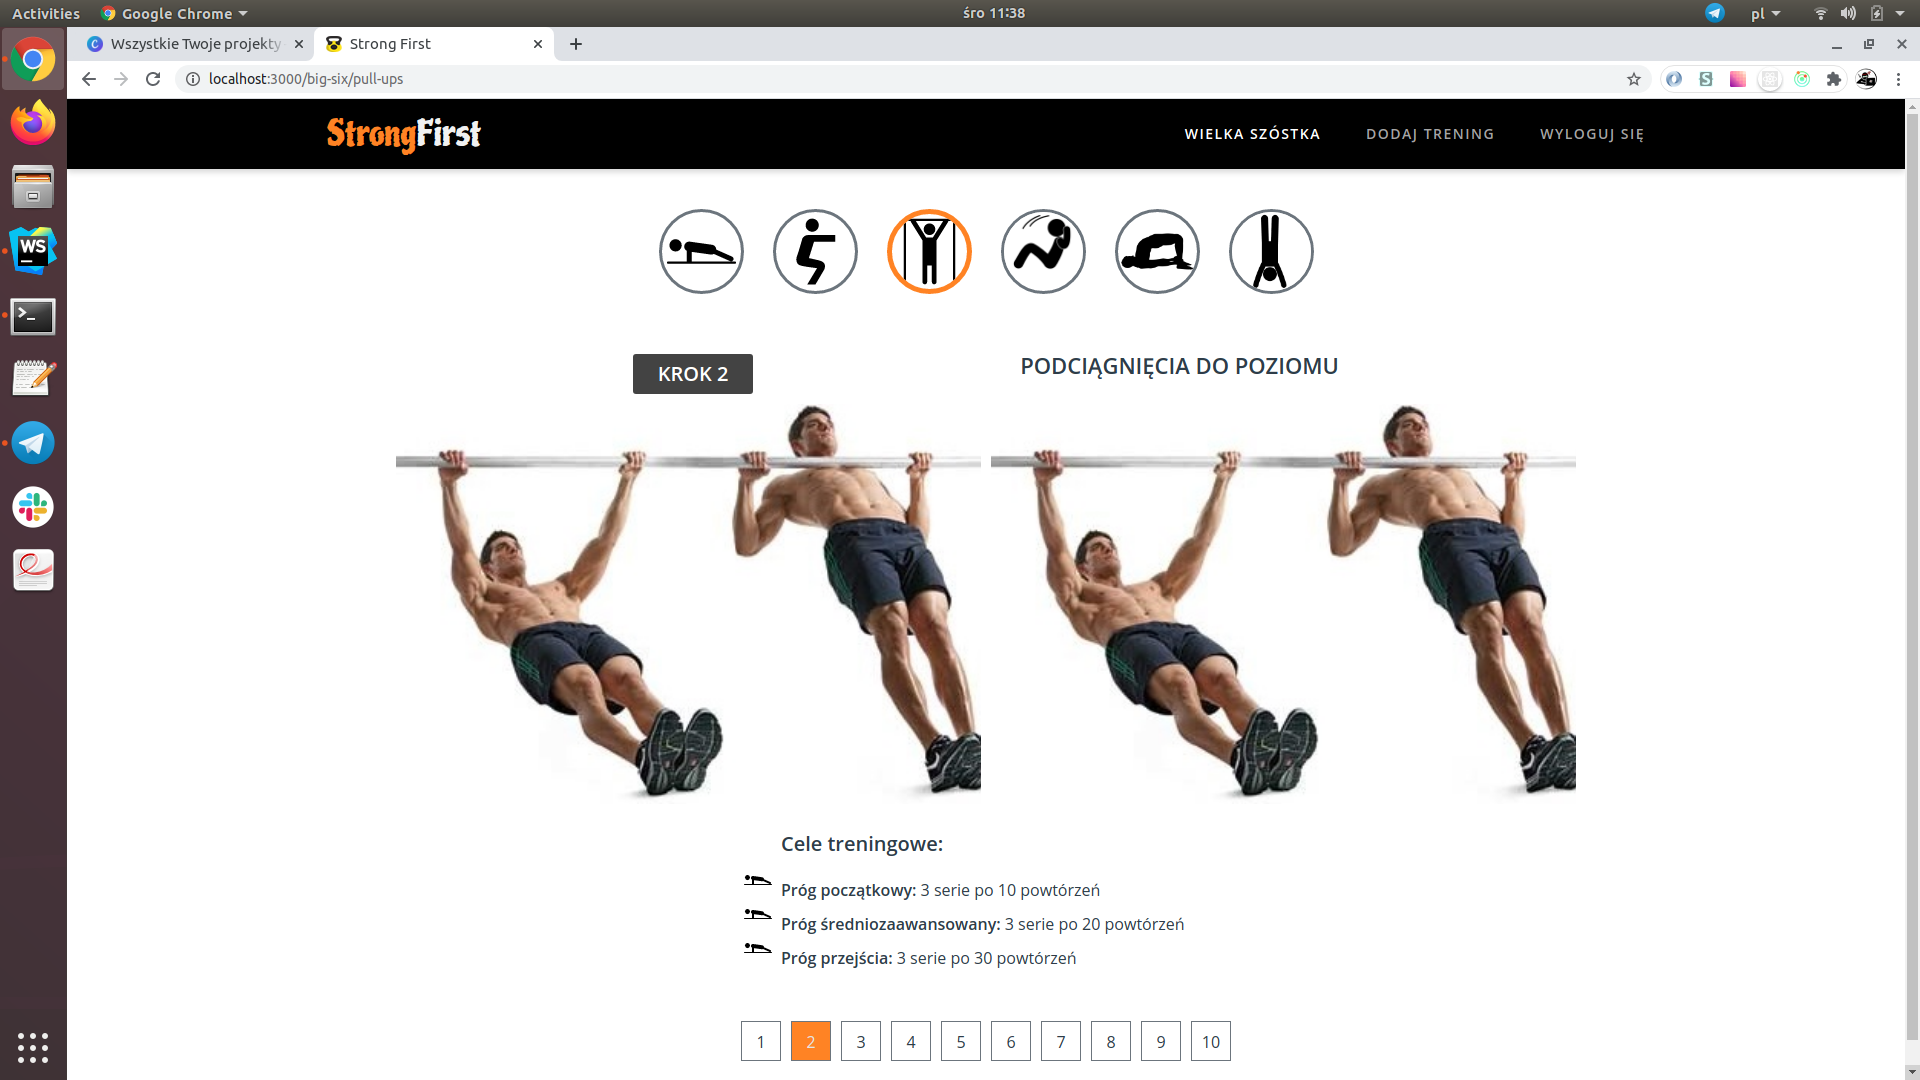 Activities
Google Chrome
śro 11:38
pl
Wszystkie Twoje projekty
Strong First
localhost:3000/big-six/pull-ups
StrongFirst
WIELKA SZÓSTKA
DODAJ TRENING
WYLOGUJ SIĘ
KROK 2
PODCIĄGNIĘCIA DO POZIOMU
Cele treningowe:
Próg początkowy: 3 serie po 10 powtórzeń
Próg średniozaawansowany: 3 serie po 20 powtórzeń
Próg przejścia: 3 serie po 30 powtórzeń
1 2 3 4 5 6 7 8 9 10
WS